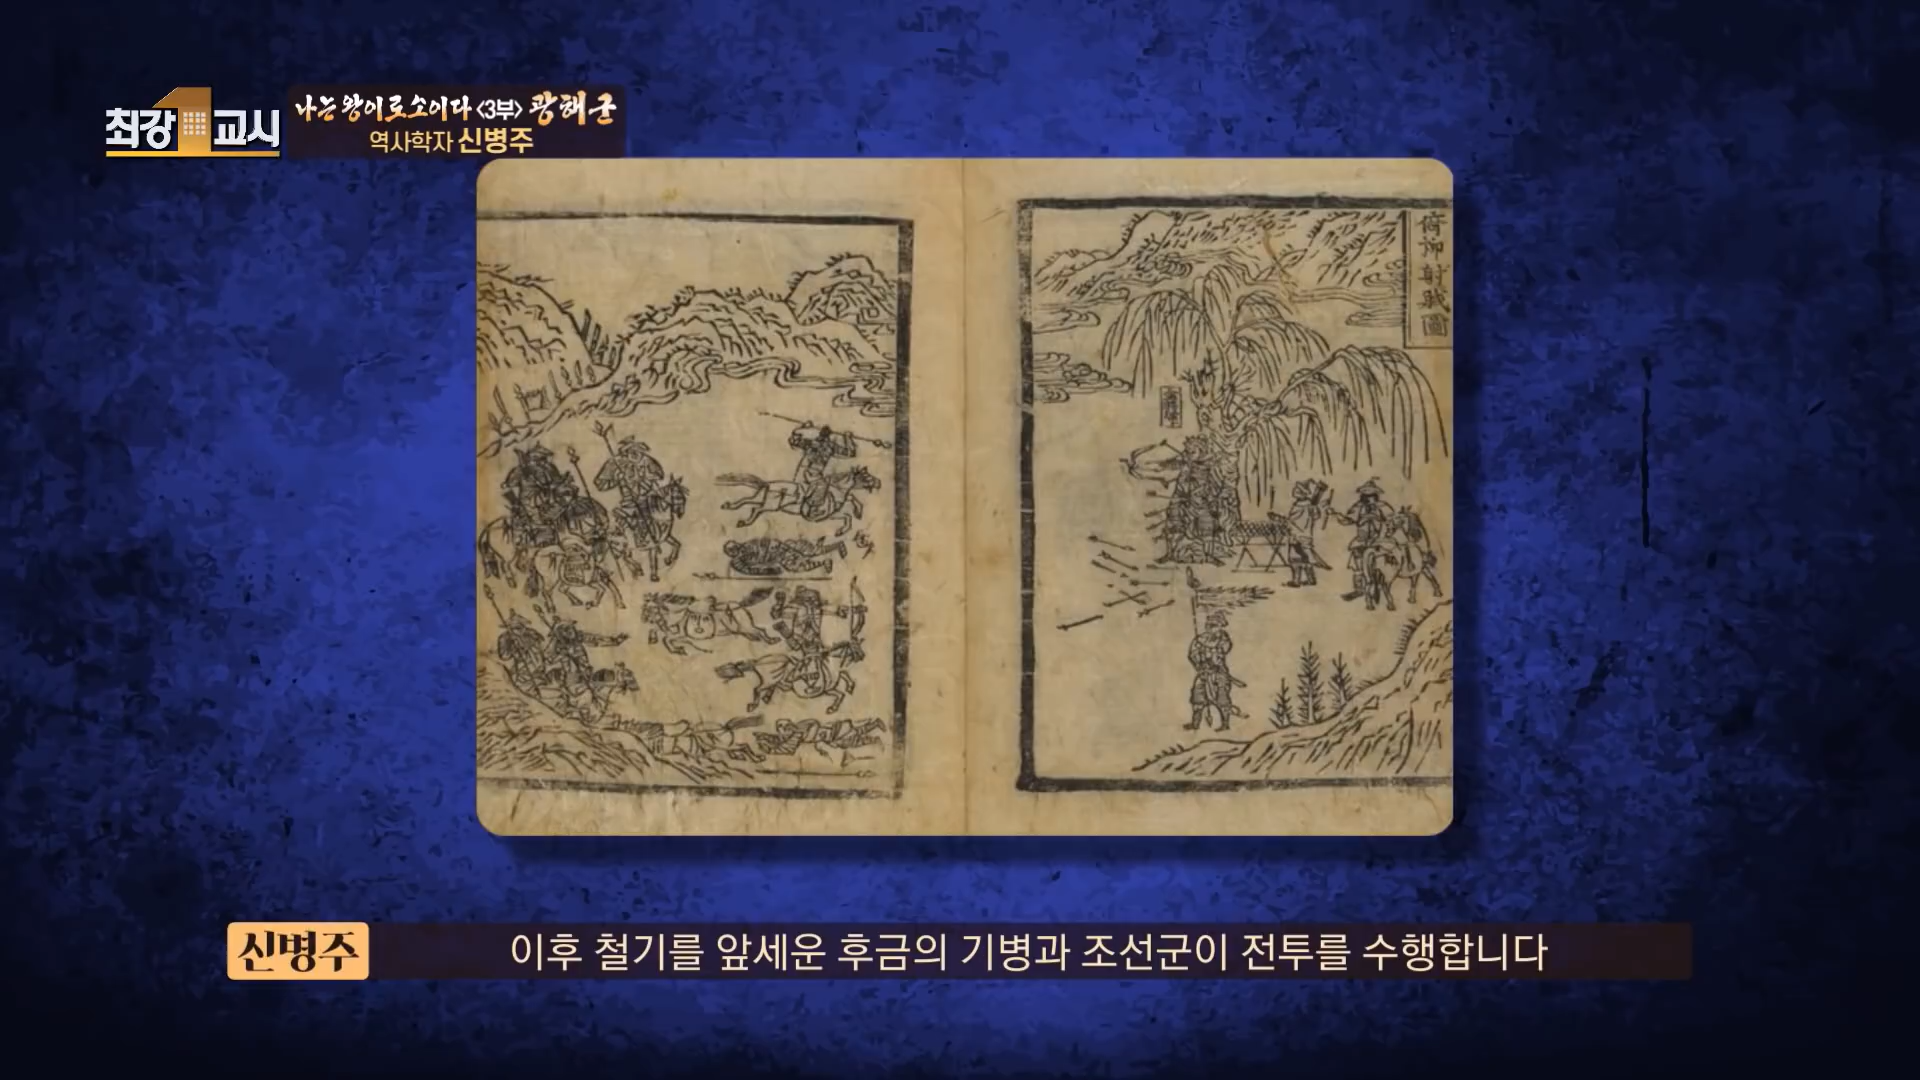 최강1교시
나는 왕이로소이다 <3부> 광해군
역사학자 신병주
倚柳射賊圖
신병주
이후 철기를 앞세운 후금의 기병과 조선군이 전투를 수행합니다